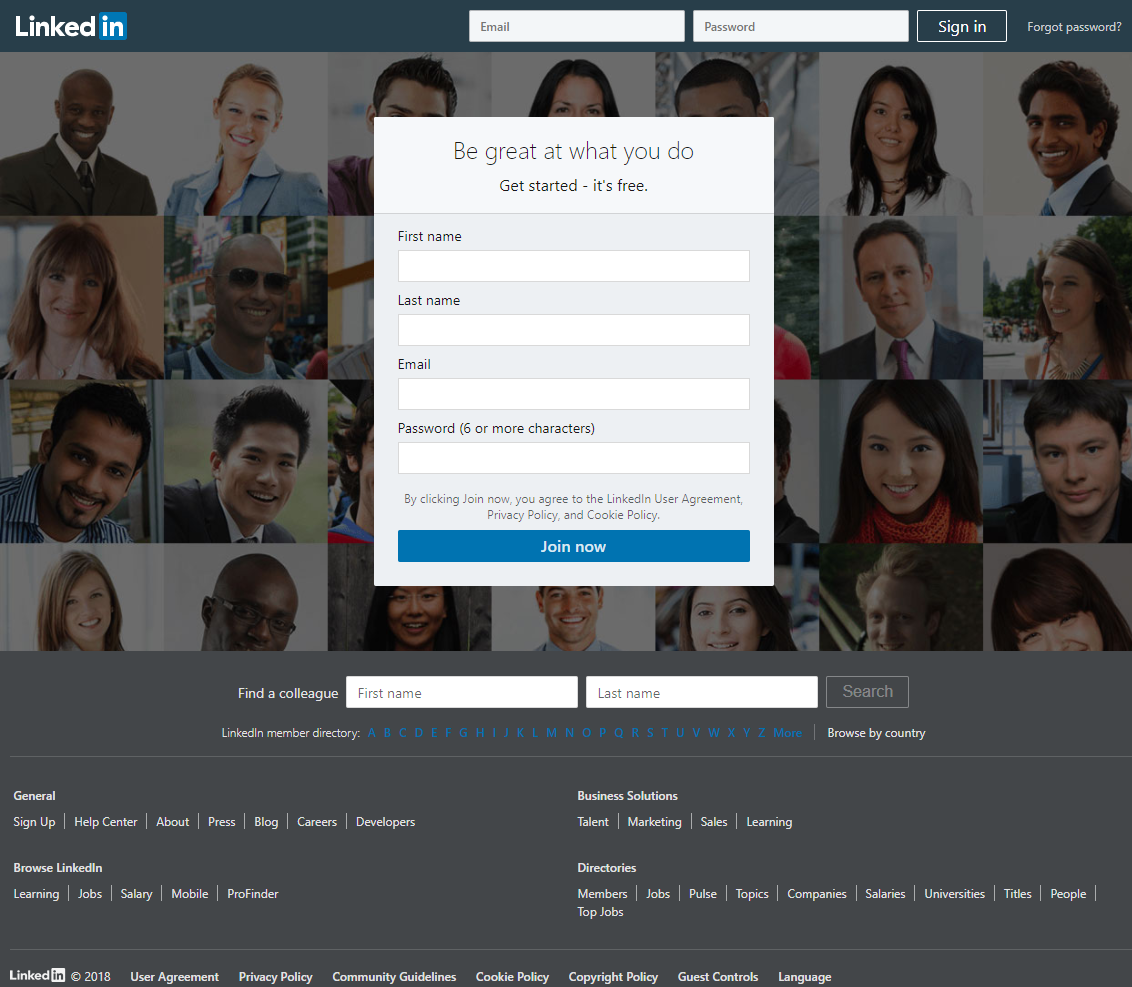 Linked in
Email
Password
Sign in
Forgot password?
Be great at what you do
Get started - it's free.
First name
Last name
Email
Password (6 or more characters)
By clicking Join now, you agree to the LinkedIn User Agreement,
Privacy Policy, and Cookie Policy.
Join now
Find a colleague First name Last name Search
LinkedIn member directory: A B C D E F G H I J K L M N O P Q R S T U V W X Y Z More Browse by country
General
Sign Up Help Center About Press Blog Careers Developers
Business Solutions
Talent Marketing Sales Learning
Browse LinkedIn
Learning Jobs Salary Mobile ProFinder
Directories
Members Jobs Pulse Topics Companies Salaries Universities Titles People
Top Jobs
Linked in © 2018 User Agreement Privacy Policy Community Guidelines Cookie Policy Copyright Policy Guest Controls Language